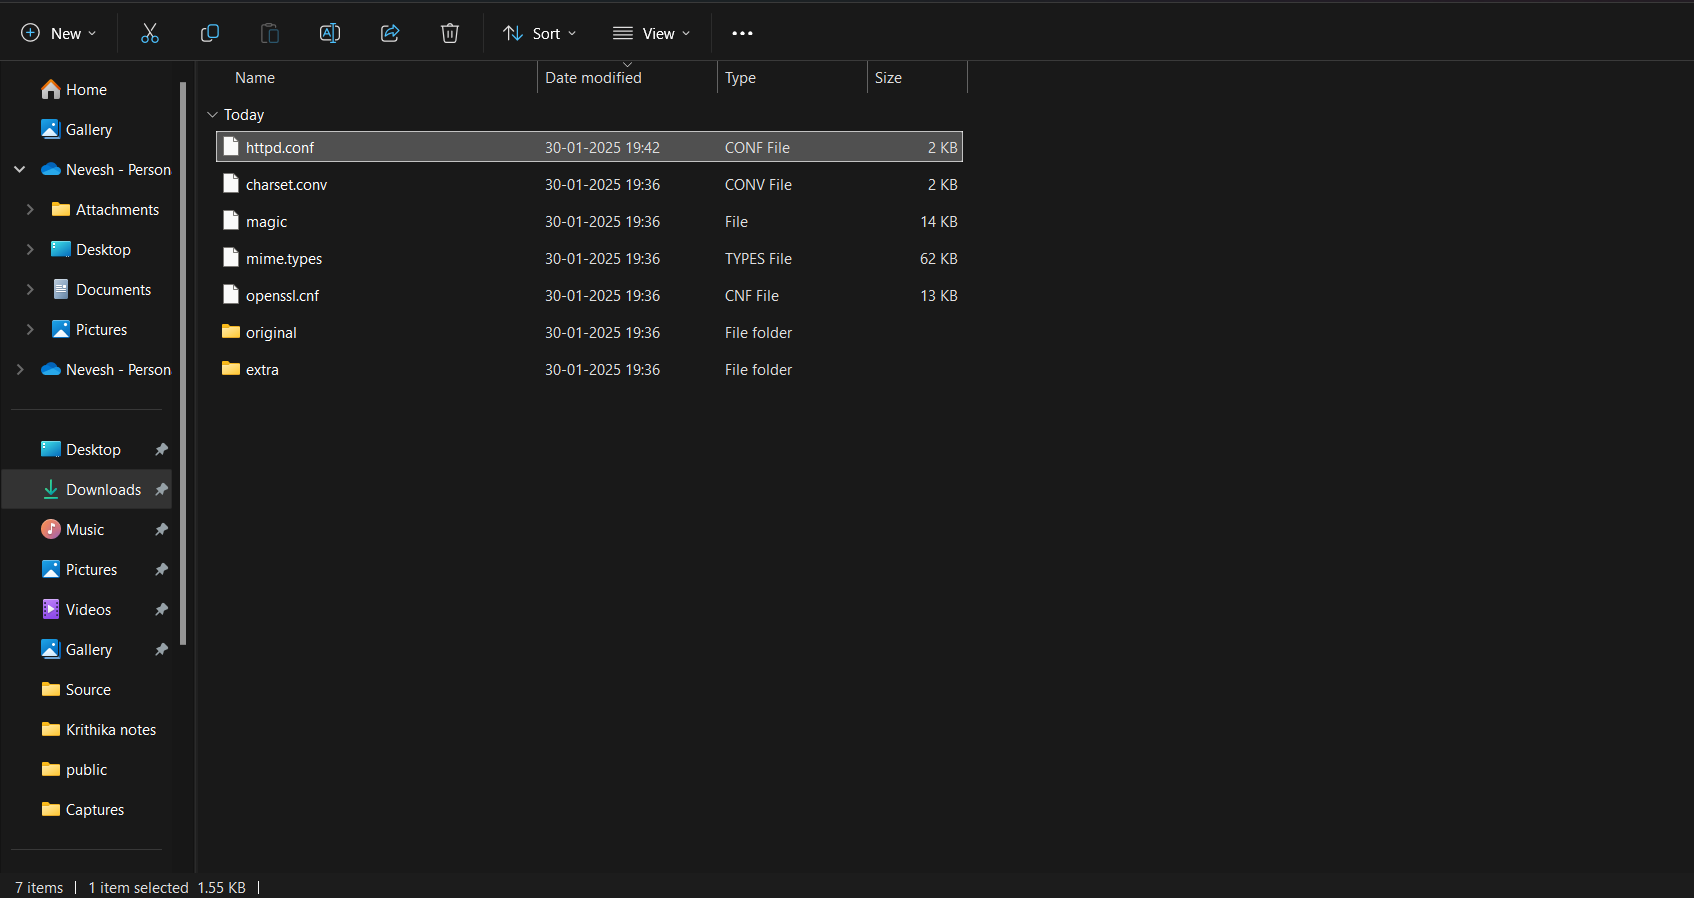 New
Sort
View
Name Date modified Type Size
Home
Gallery
Nevesh - Person
Attachments
Desktop
Documents
Pictures
Nevesh - Person
Desktop
Downloads
Music
Pictures
Videos
Gallery
Source
Krithika notes
public
Captures
Today
httpd.conf 30-01-2025 19:42 CONF File 2 KB
charset.conv 30-01-2025 19:36 CONV File 2 KB
magic 30-01-2025 19:36 File 14 KB
mime.types 30-01-2025 19:36 TYPES File 62 KB
openssl.cnf 30-01-2025 19:36 CNF File 13 KB
original 30-01-2025 19:36 File folder
extra 30-01-2025 19:36 File folder
7 items | 1 item selected 1.55 KB |